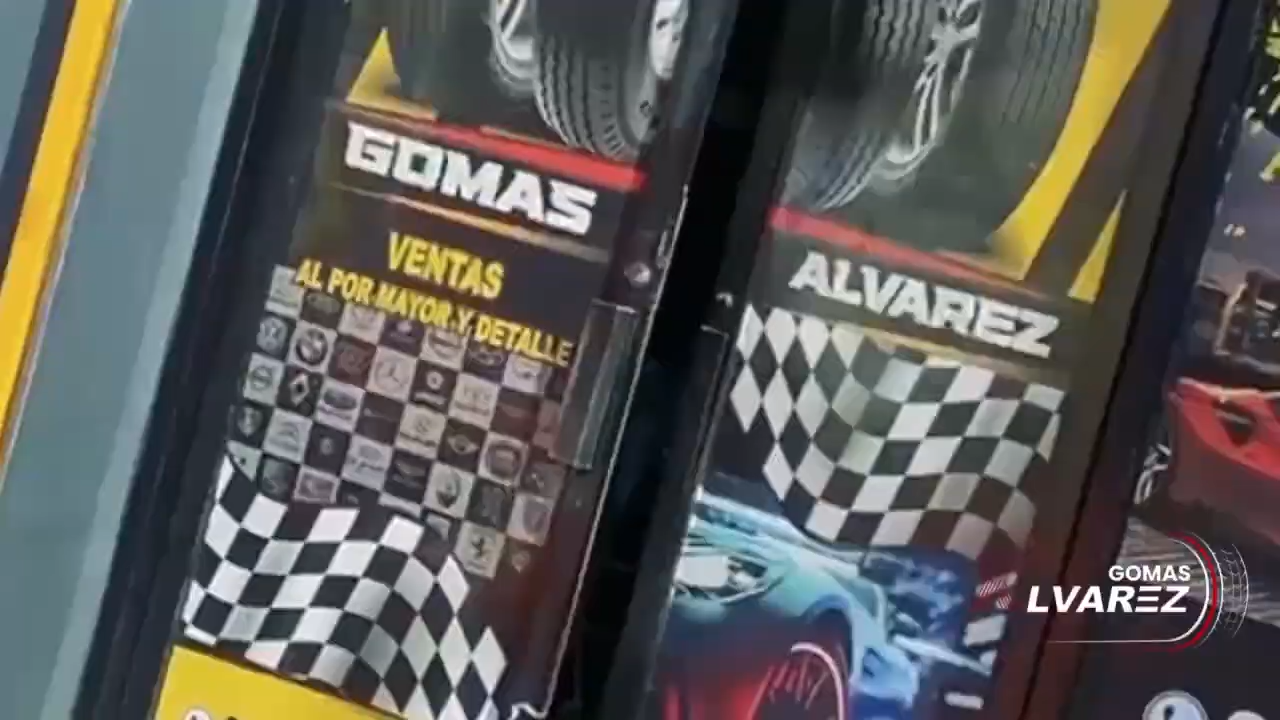 GOMAS
VENTAS
AL POR MAYOR Y DETALLE
ALVAREZ
GOMAS
LVAREZ